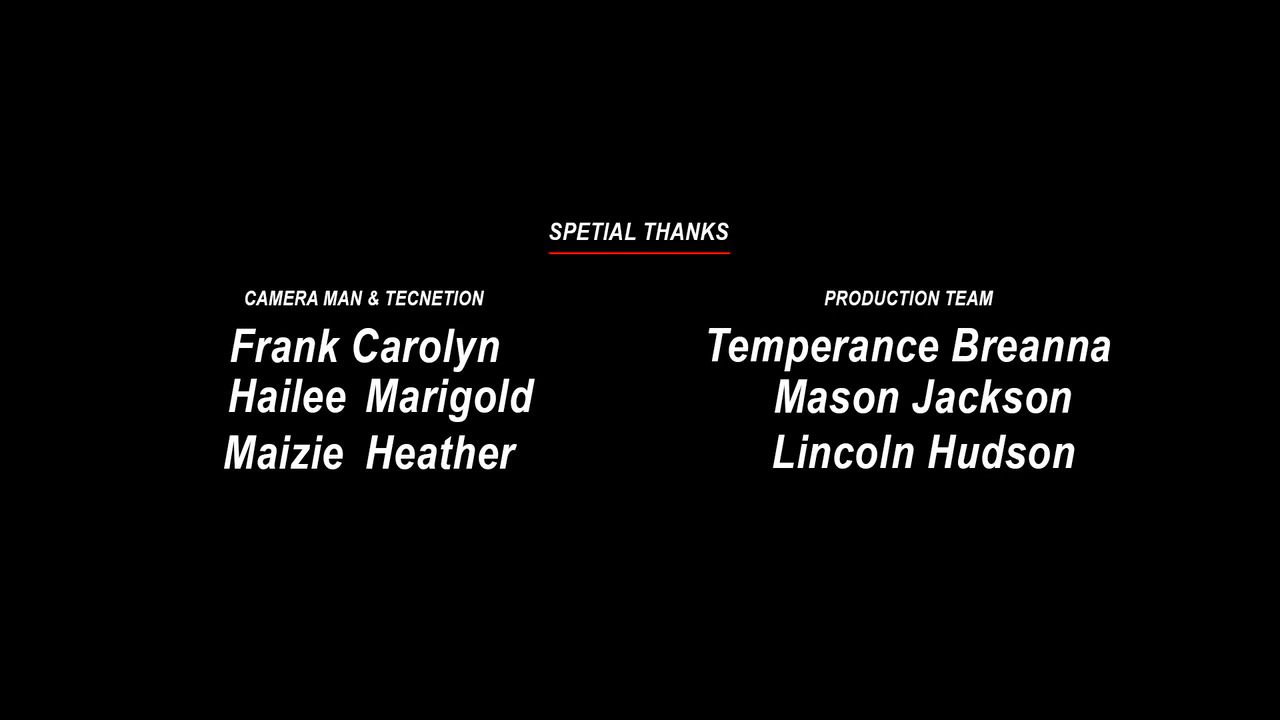 SPETIAL THANKS
CAMERA MAN & TECNETION
Frank Carolyn
Hailee Marigold
Maizie Heather
PRODUCTION TEAM
Temperance Breanna
Mason Jackson
Lincoln Hudson